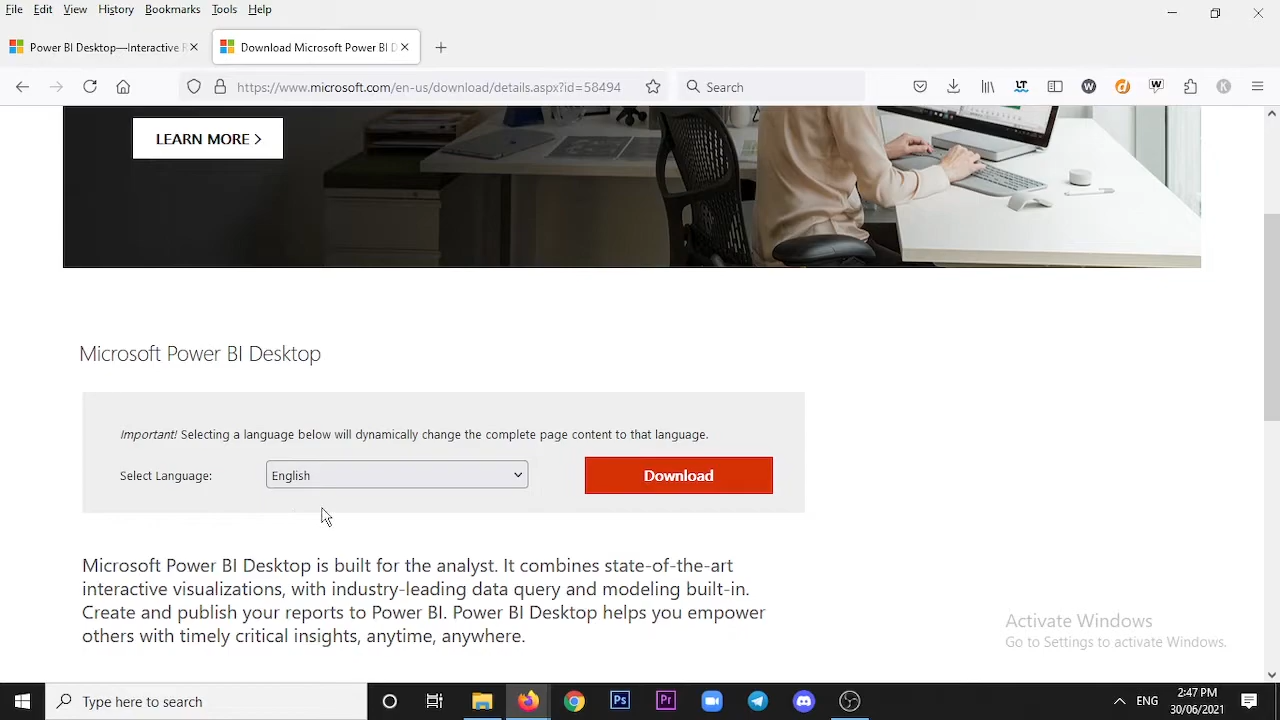 File Edit View History Bookmarks Tools Help
Power BI Desktop—Interactive R
Download Microsoft Power BI D
https://www.microsoft.com/en-us/download/details.aspx?id=58494
Search
LEARN MORE
Microsoft Power BI Desktop
Important! Selecting a language below will dynamically change the complete page content to that language.
Select Language:
English
Download
Microsoft Power BI Desktop is built for the analyst. It combines state-of-the-art
interactive visualizations, with industry-leading data query and modeling built-in.
Create and publish your reports to Power BI. Power BI Desktop helps you empower
others with timely critical insights, anytime, anywhere.
Activate Windows
Go to Settings to activate Windows.
Type here to search
Ps
Pr
ENG
2:47 PM
30/06/2021